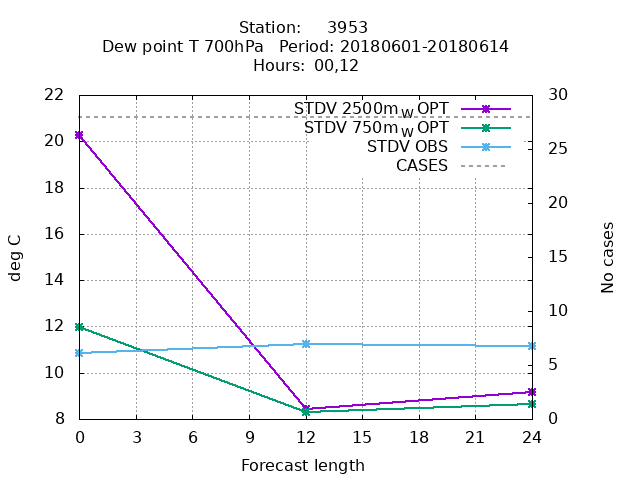 Station: 3953
Dew point T 700hPa Period: 20180601-20180614
Hours: 00,12
deg C
22
20
18
16
14
12
10
8
STDV 2500m_W OPT
STDV 750m_W OPT
STDV OBS
CASES
30
25
20
15
10
5
0
No cases
0 3 6 9 12 15 18 21 24
Forecast length